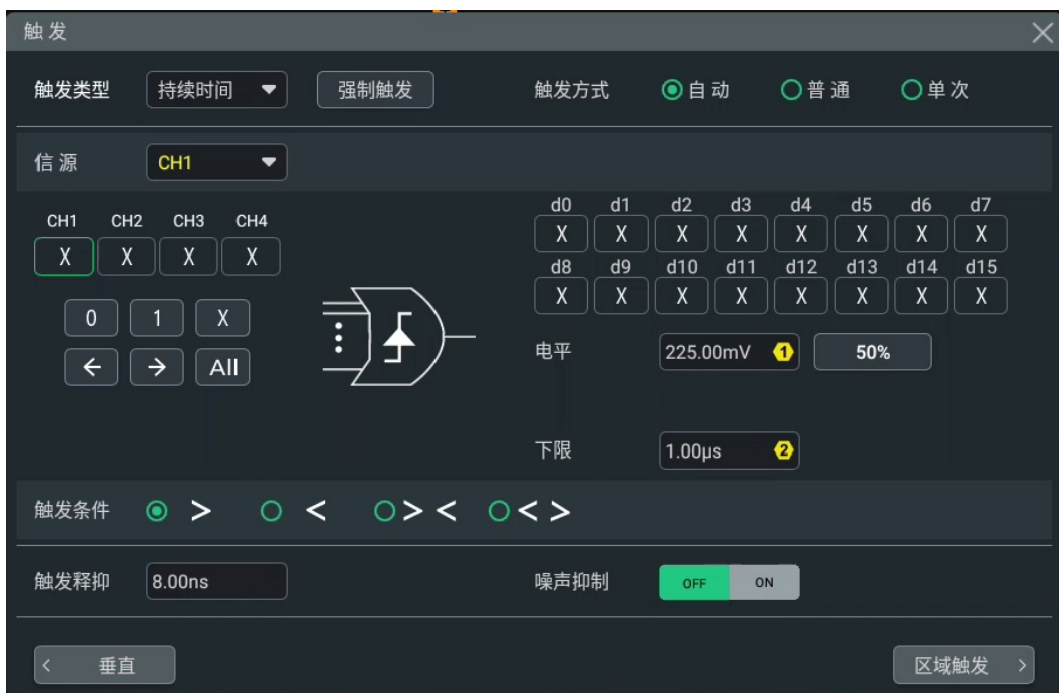 触发
触发类型 持续时间 强制触发 触发方式 自动 普通 单次
信源 CH1
CH1 CH2 CH3 CH4
X X X X
0 1 X
← → All
d0 d1 d2 d3 d4 d5 d6 d7
X X X X X X X X
d8 d9 d10 d11 d12 d13 d14 d15
X X X X X X X X
电平 225.00mV 1 50%
下限 1.00µs 2
触发条件 > < > < < >
触发释抑 8.00ns 噪声抑制 OFF ON
< 垂直 区域触发 >